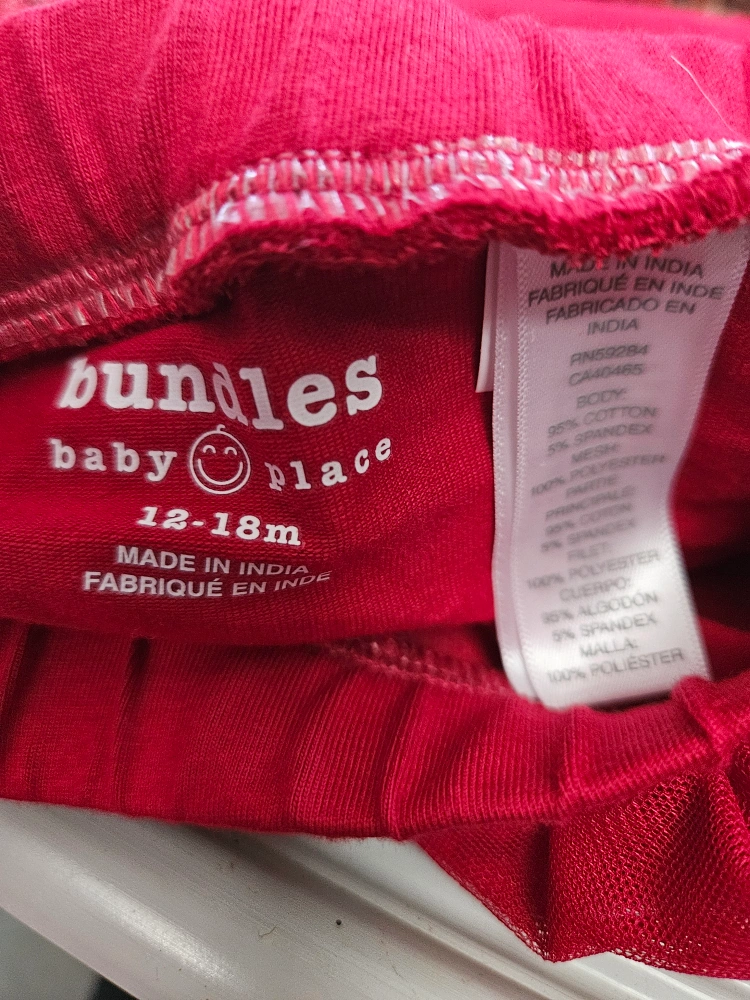 bundles
baby place
12-18m
MADE IN INDIA
FABRIQUÉ EN INDE
MADE IN INDIA
FABRIQUÉ EN INDE
FABRICADO EN
INDIA
RN59284
CA40485
BODY:
95% COTTON
5% SPANDEX
MESH:
100% POLYESTER
PARTIE
PRINCIPALE:
95% COTON
5% SPANDEX
FILET:
100% POLYESTER
CUERPO:
95% ALGODÓN
5% SPANDEX
MALLA:
100% POLIÉSTER